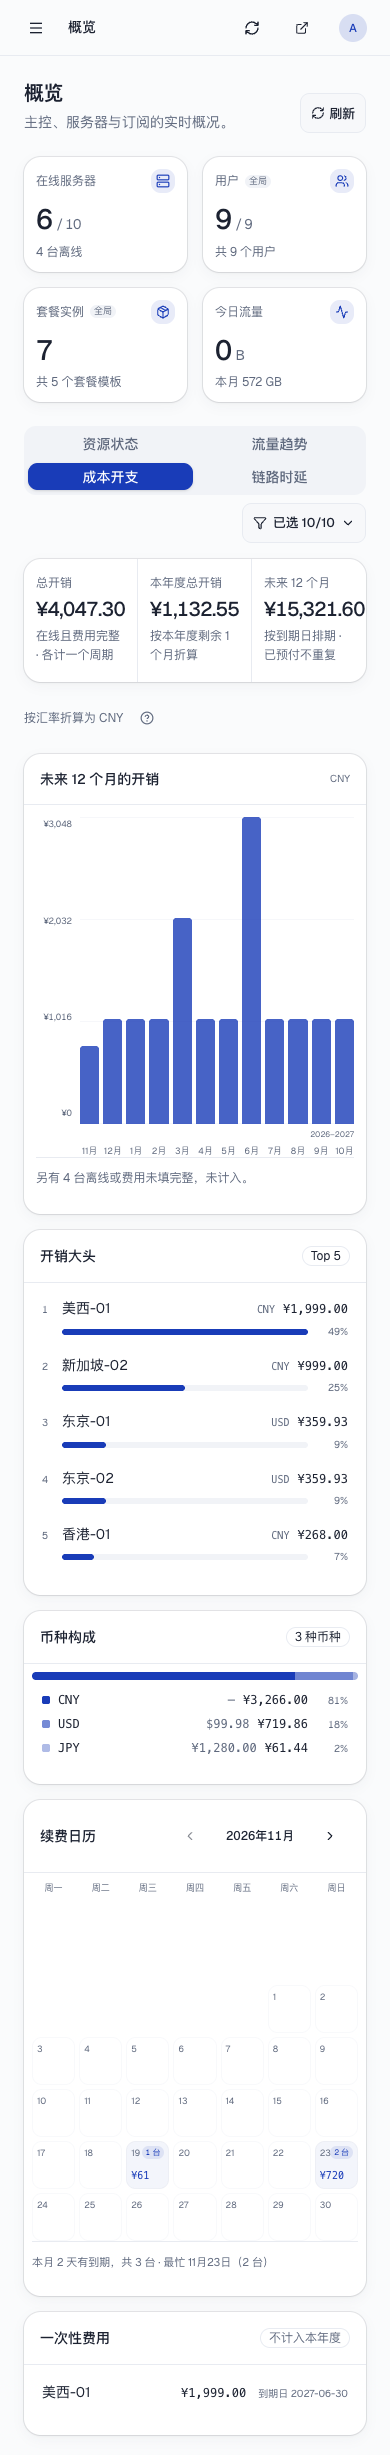 概览
A
概览
主控、服务器与订阅的实时概况。
刷新
在线服务器
6 / 10
4 台离线
用户 全局
9 / 9
共 9 个用户
套餐实例 全局
7
共 5 个套餐模板
今日流量
0 B
本月 572 GB
资源状态
流量趋势
成本开支
链路时延
已选 10/10
总开销
¥4,047.30
在线且费用完整
· 各计一个周期
本年度总开销
¥1,132.55
按本年度剩余 1
个月折算
未来 12 个月
¥15,321.60
按到期日排期 ·
已预付不重复
按汇率折算为 CNY
未来 12 个月的开销
CNY
¥3,048
¥2,032
¥1,016
¥0
2026–2027
11月 12月 1月 2月 3月 4月 5月 6月 7月 8月 9月 10月
另有 4 台离线或费用未填完整，未计入。
开销大头
Top 5
1 美西-01 CNY ¥1,999.00
49%
2 新加坡-02 CNY ¥999.00
25%
3 东京-01 USD ¥359.93
9%
4 东京-02 USD ¥359.93
9%
5 香港-01 CNY ¥268.00
7%
币种构成
3 种币种
CNY — ¥3,266.00 81%
USD $99.98 ¥719.86 18%
JPY ¥1,280.00 ¥61.44 2%
续费日历
2026年11月
周一 周二 周三 周四 周五 周六 周日
1 2
3 4 5 6 7 8 9
10 11 12 13 14 15 16
17 18 19 1 台 20 21 22 23 2 台
¥61 ¥720
24 25 26 27 28 29 30
本月 2 天有到期，共 3 台 · 最忙 11月23日（2 台）
一次性费用
不计入本年度
美西-01 ¥1,999.00 到期日 2027-06-30